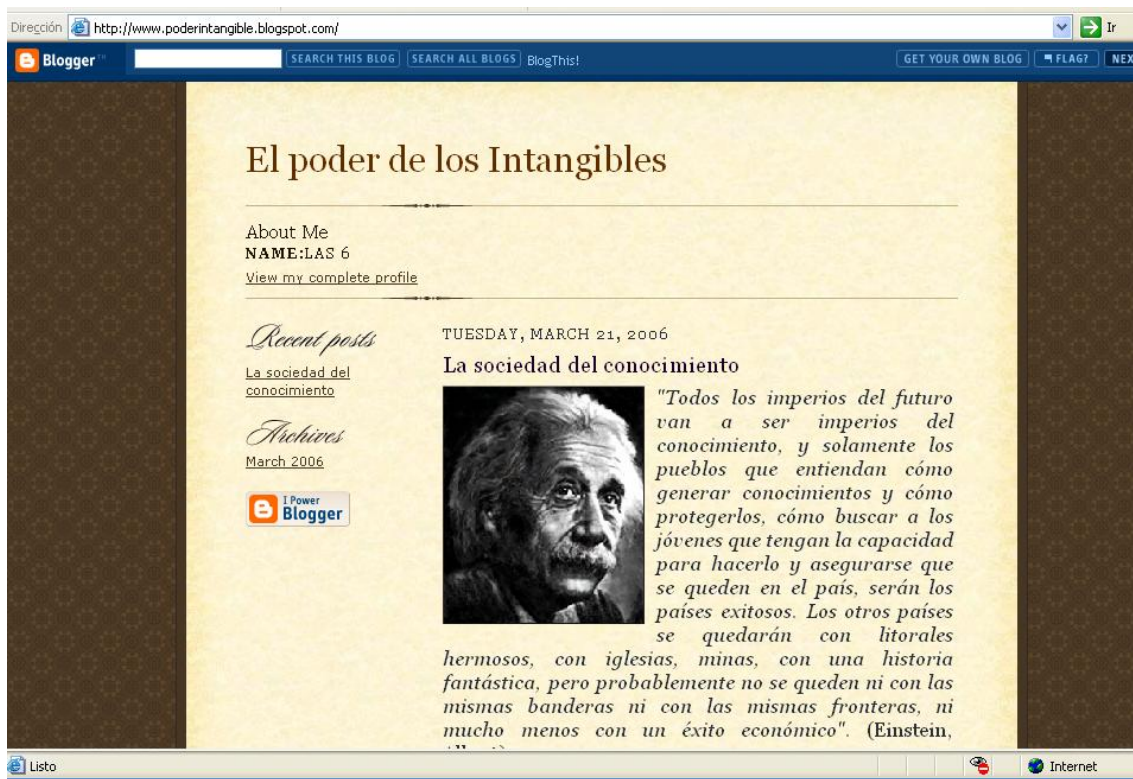 Dirección http://www.poderintangible.blogspot.com/ Ir
Blogger™ SEARCH THIS BLOG SEARCH ALL BLOGS BlogThis! GET YOUR OWN BLOG FLAG? NEX
El poder de los Intangibles
About Me
NAME:LAS 6
View my complete profile
Recent posts
La sociedad del
conocimiento
Archives
March 2006
I Power
Blogger
TUESDAY, MARCH 21, 2006
La sociedad del conocimiento
"Todos los imperios del futuro
van a ser imperios del
conocimiento, y solamente los
pueblos que entiendan cómo
generar conocimientos y cómo
protegerlos, cómo buscar a los
jóvenes que tengan la capacidad
para hacerlo y asegurarse que
se queden en el país, serán los
países exitosos. Los otros países
se quedarán con litorales
hermosos, con iglesias, minas, con una historia
fantástica, pero probablemente no se queden ni con las
mismas banderas ni con las mismas fronteras, ni
mucho menos con un éxito económico". (Einstein,
Listo Internet